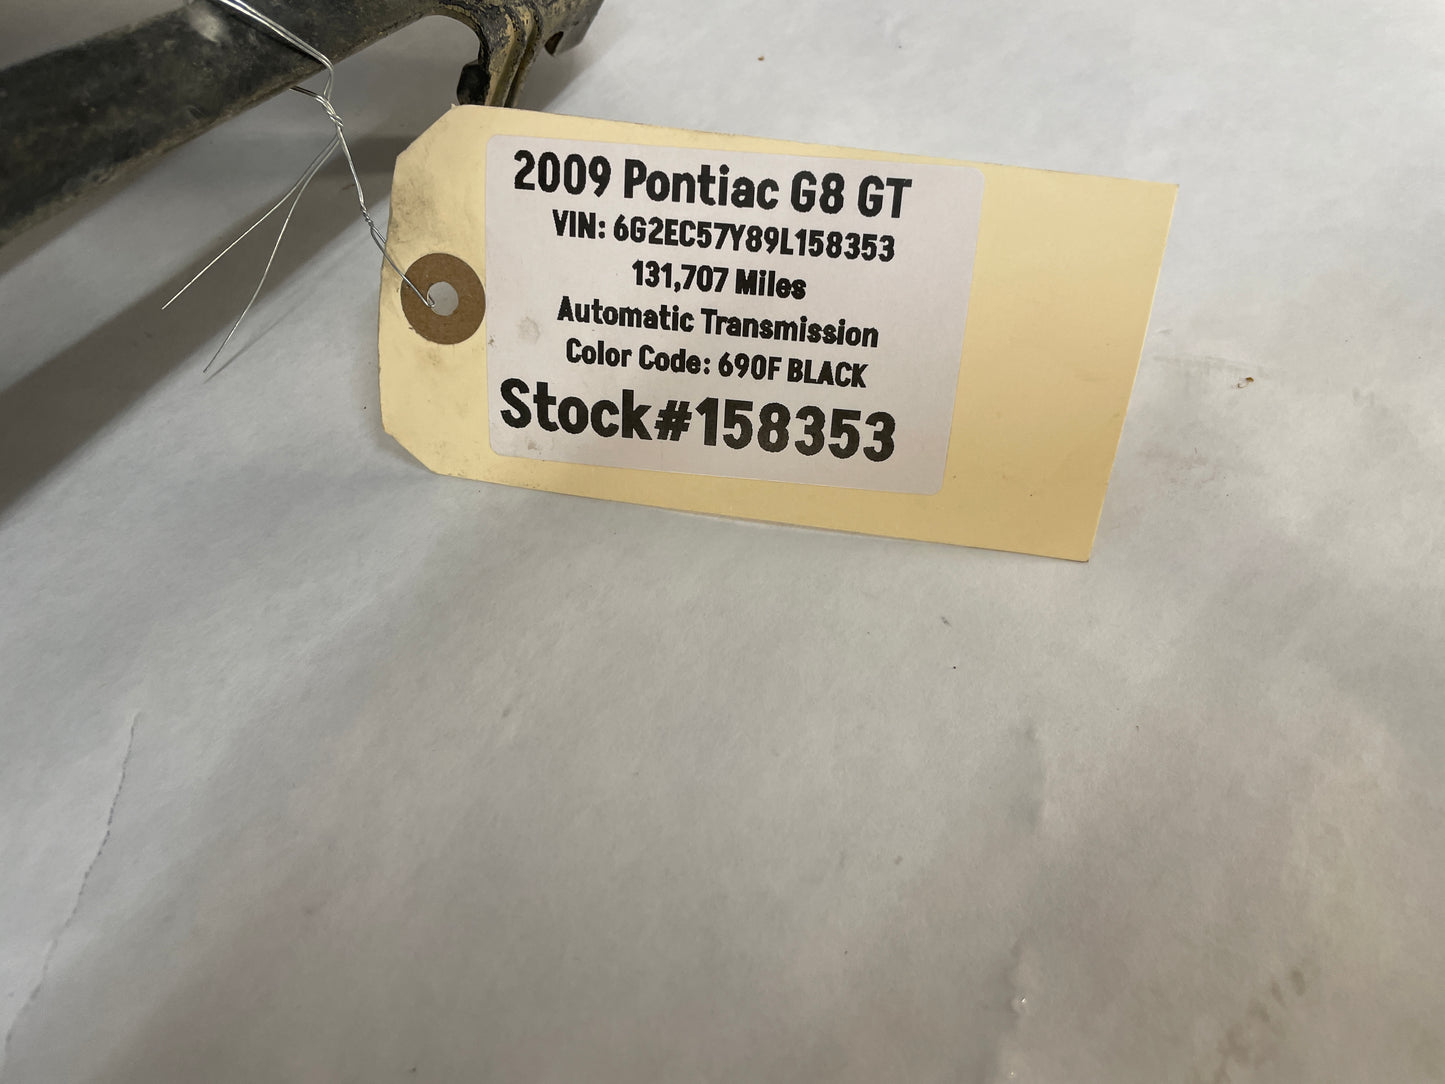 2009 Pontiac G8 GT
VIN: 6G2EC57Y89L158353
131,707 Miles
Automatic Transmission
Color Code: 690F BLACK
Stock#158353